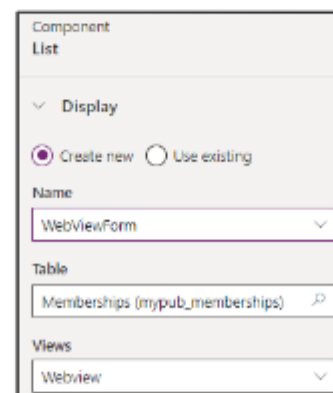 Component
List
Display
Create new Use existing
Name
WebViewForm
Table
Memberships (mypub_memberships)
Views
Webview